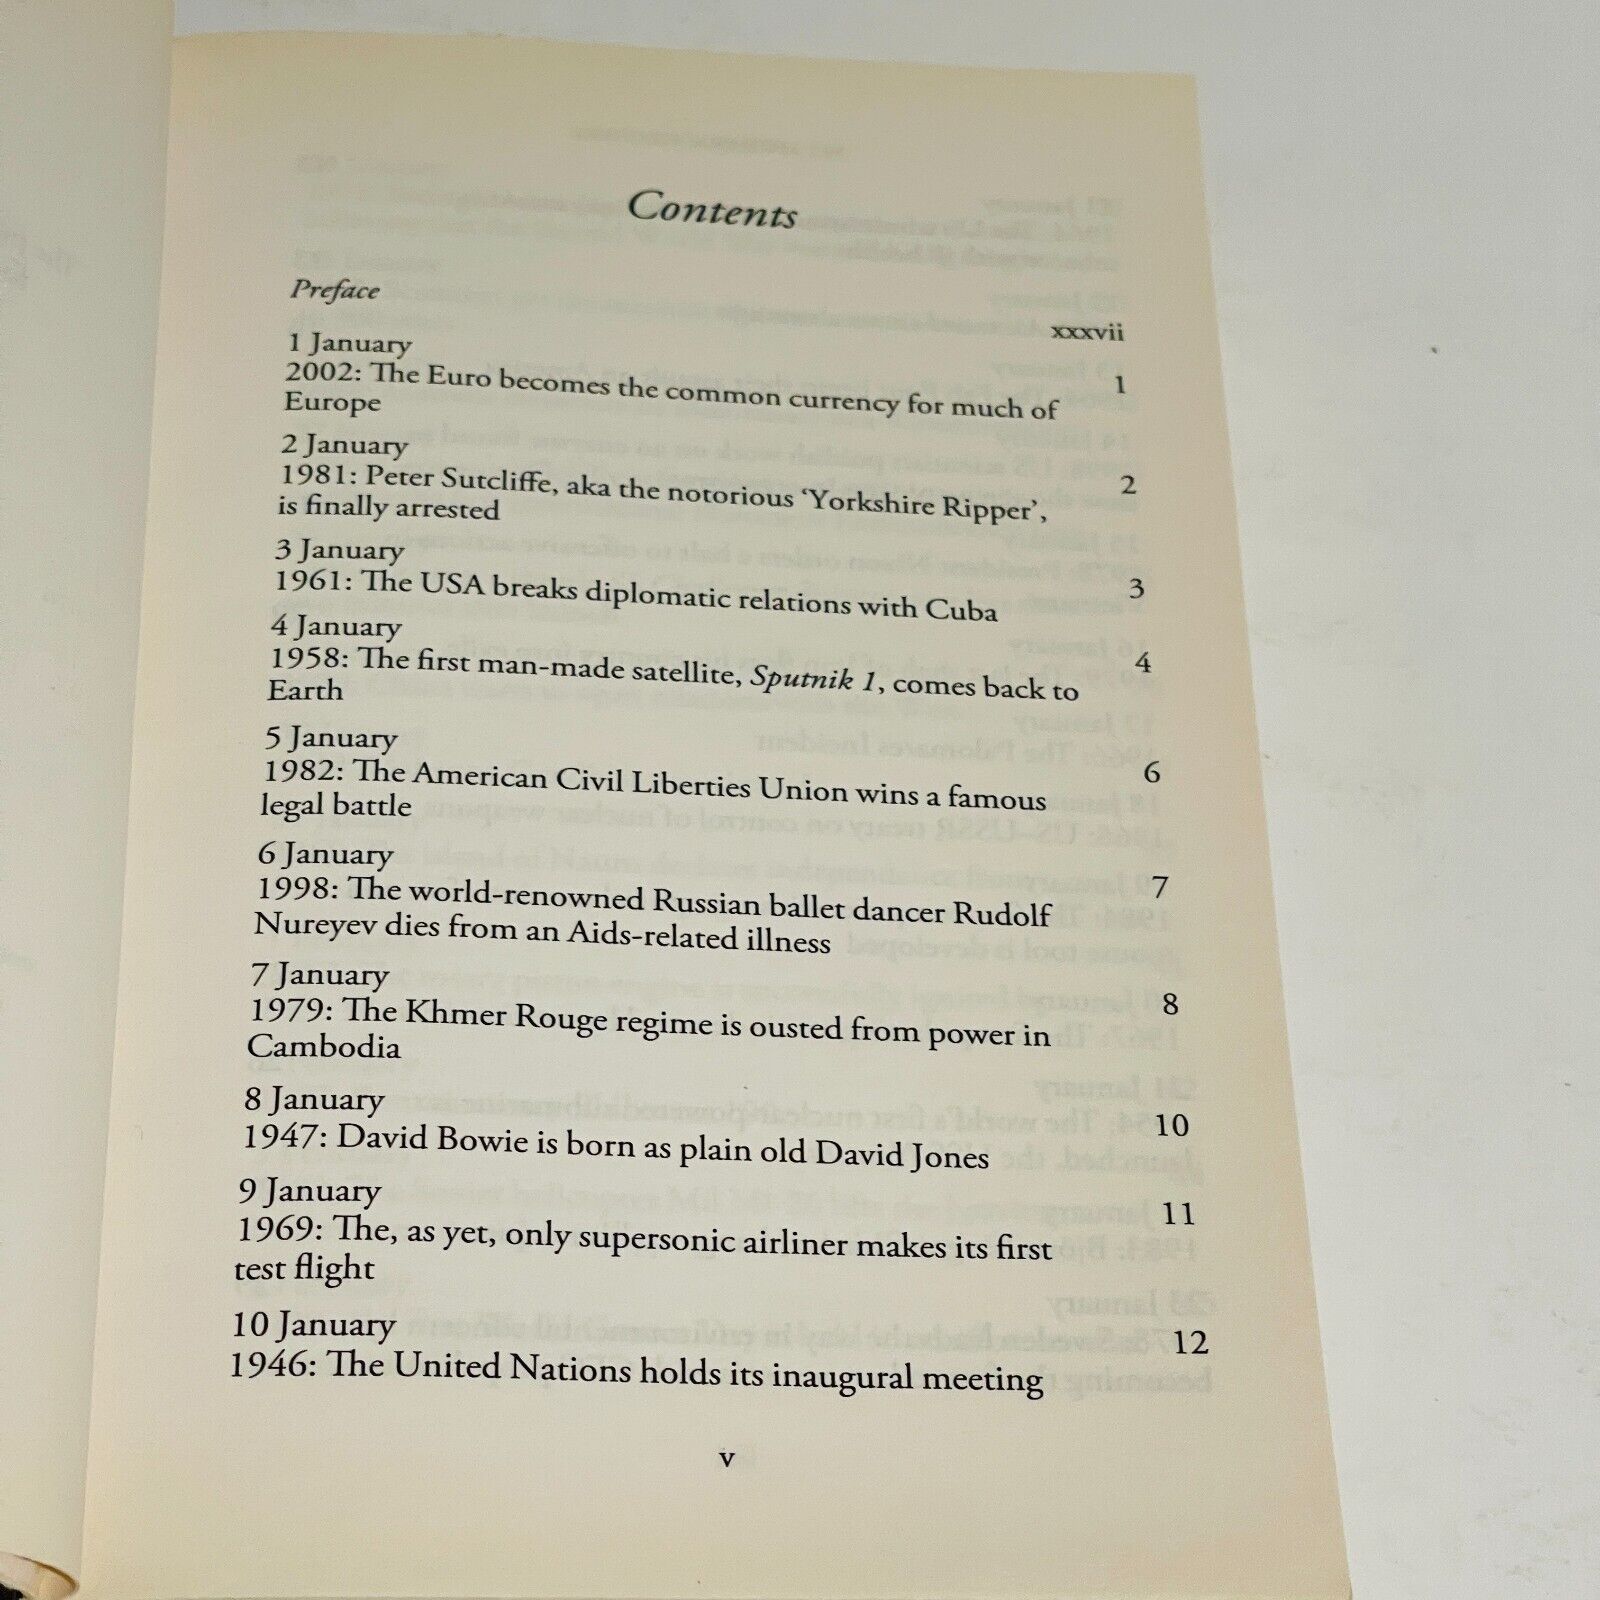 Contents
Preface
xxxvii
1 January
2002: The Euro becomes the common currency for much of 1
Europe
2 January
1981: Peter Sutcliffe, aka the notorious ‘Yorkshire Ripper’, 2
is finally arrested
3 January
1961: The USA breaks diplomatic relations with Cuba 3
4 January
1958: The first man-made satellite, Sputnik 1, comes back to 4
Earth
5 January
1982: The American Civil Liberties Union wins a famous 6
legal battle
6 January
1998: The world-renowned Russian ballet dancer Rudolf 7
Nureyev dies from an Aids-related illness
7 January
1979: The Khmer Rouge regime is ousted from power in 8
Cambodia
8 January
1947: David Bowie is born as plain old David Jones 10
9 January
1969: The, as yet, only supersonic airliner makes its first 11
test flight
10 January
1946: The United Nations holds its inaugural meeting 12
v